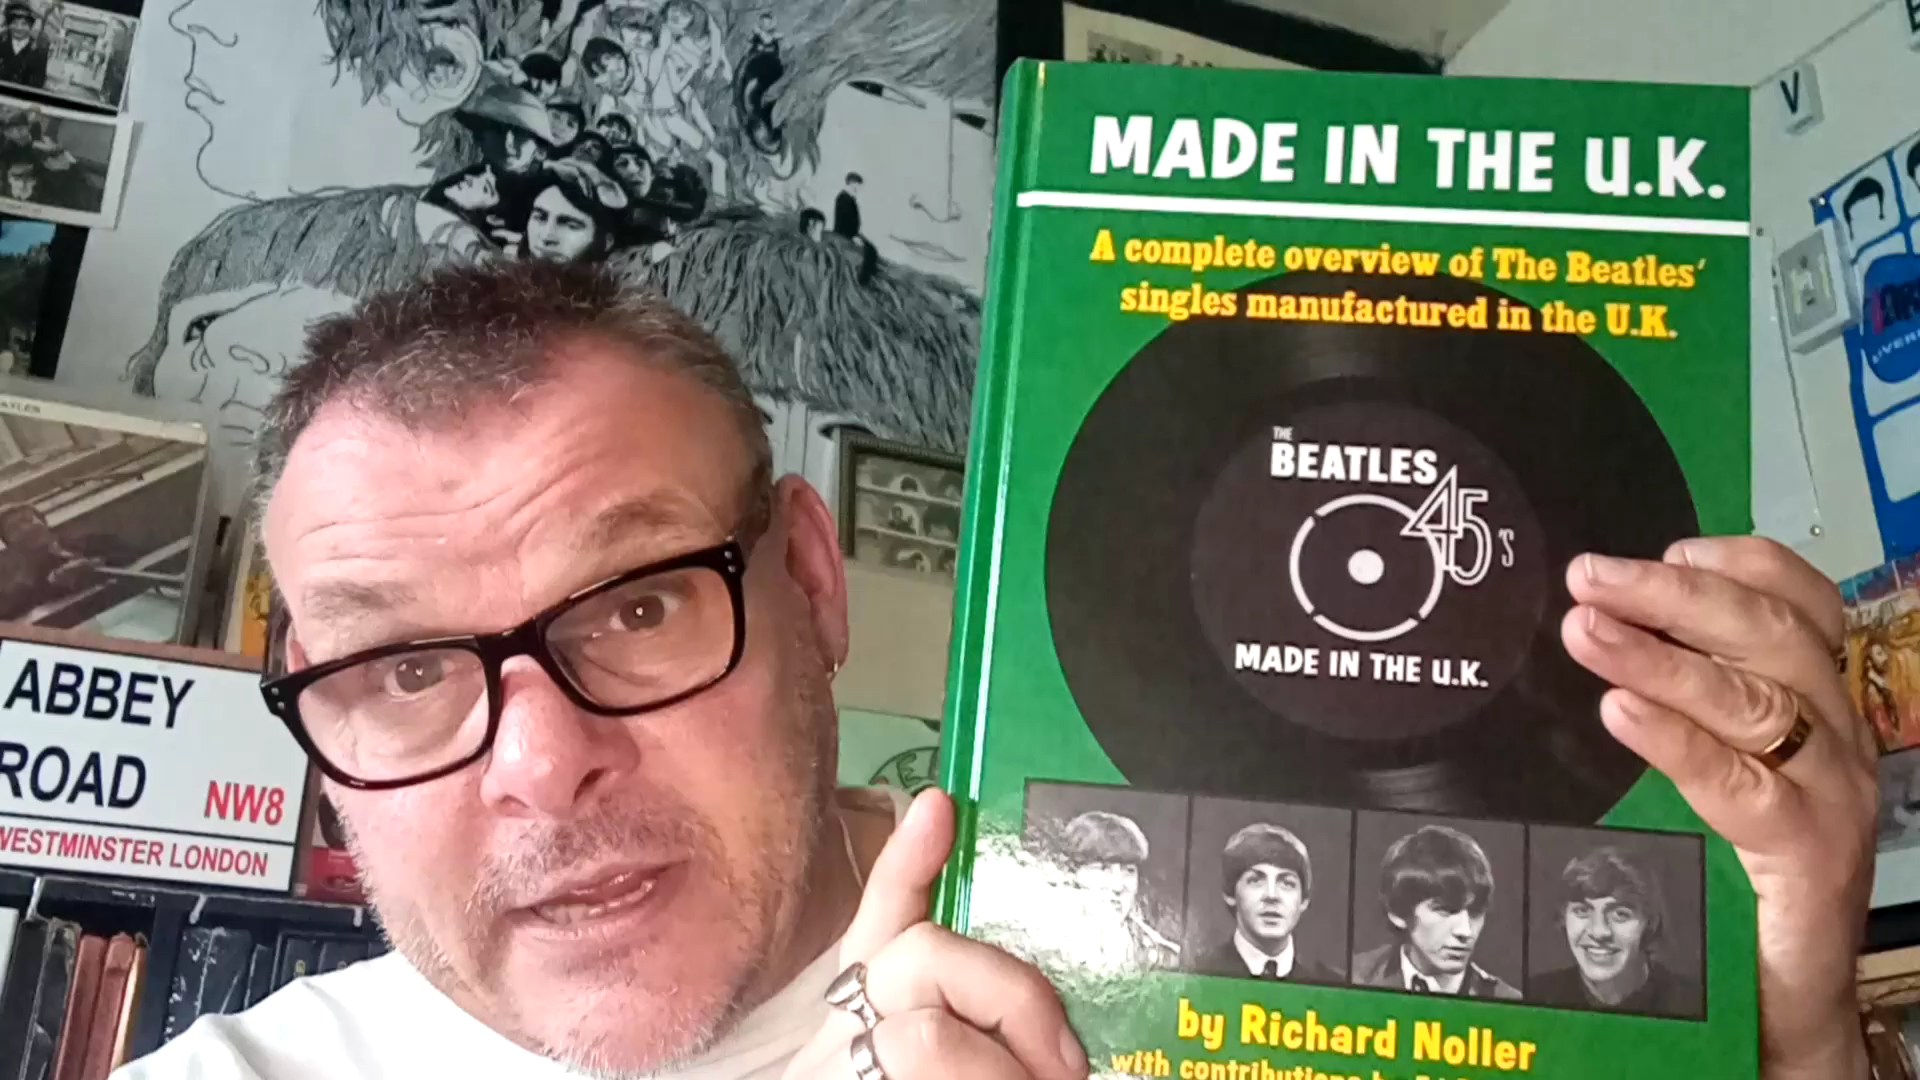 MADE IN THE U.K.
A complete overview of The Beatles'
singles manufactured in the U.K.
THE
BEATLES
45's
MADE IN THE U.K.
by Richard Noller
with contributions
ABBEY
ROAD NW8
WESTMINSTER LONDON
V